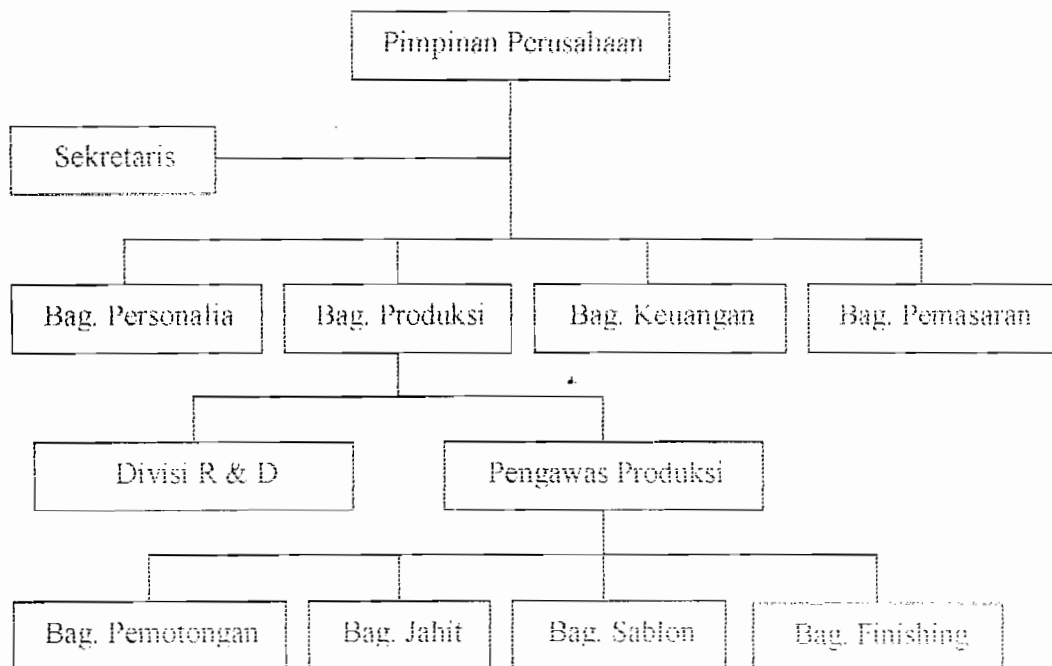 Pimpinan Perusahaan
Sekretaris
Bag. Personalia
Bag. Produksi
Bag. Keuangan
Bag. Pemasaran
Divisi R & D
Pengawas Produksi
Bag. Pemotongan
Bag. Jahit
Bag. Sablon
Bag. Finishing